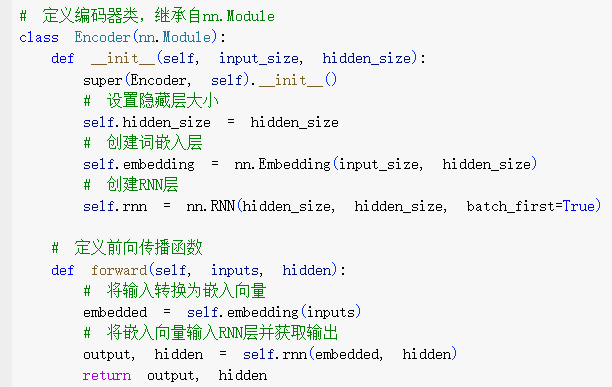 # 定义编码器类，继承自nn.Module
class Encoder(nn.Module):
    def __init__(self, input_size, hidden_size):
        super(Encoder, self).__init__()
        # 设置隐藏层大小
        self.hidden_size = hidden_size
        # 创建词嵌入层
        self.embedding = nn.Embedding(input_size, hidden_size)
        # 创建RNN层
        self.rnn = nn.RNN(hidden_size, hidden_size, batch_first=True)
    # 定义前向传播函数
    def forward(self, inputs, hidden):
        # 将输入转换为嵌入向量
        embedded = self.embedding(inputs)
        # 将嵌入向量输入RNN层并获取输出
        output, hidden = self.rnn(embedded, hidden)
        return output, hidden